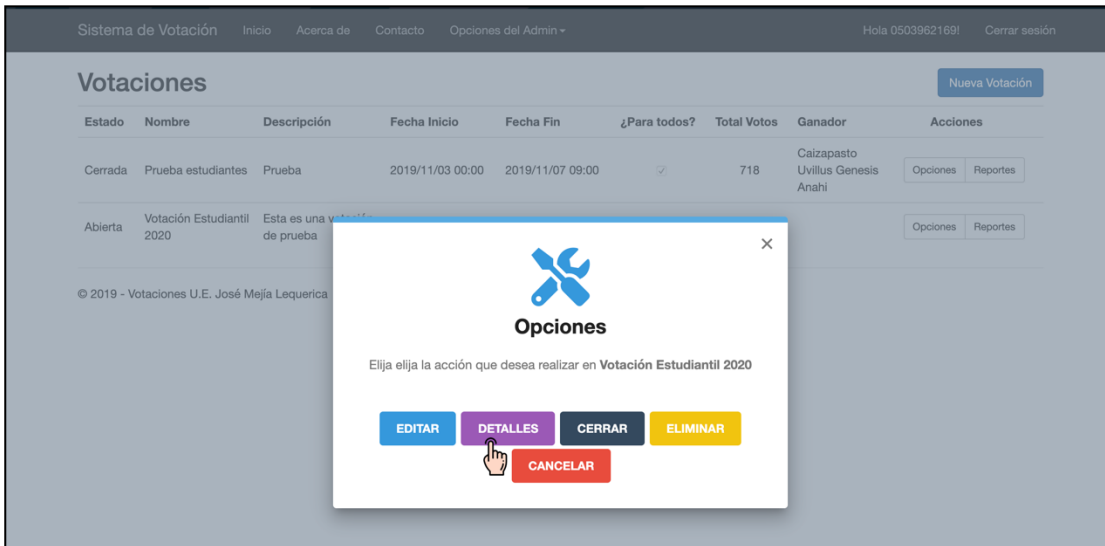 Sistema de Votación Inicio Acerca de Contacto Opciones del Admin Hola 0503962169! Cerrar sesión
Votaciones
Nueva Votación
Estado Nombre Descripción Fecha Inicio Fecha Fin ¿Para todos? Total Votos Ganador Acciones
Cerrada Prueba estudiantes Prueba 2019/11/03 00:00 2019/11/07 09:00 718 Caizapasto
Uvillus Genesis
Anahi
Opciones Reportes
Abierta Votación Estudiantil
2020
Esta es una votación
de prueba
Opciones Reportes
© 2019 - Votaciones U.E. José Mejía Lequerica
×
Opciones
Elija elija la acción que desea realizar en Votación Estudiantil 2020
EDITAR DETALLES CERRAR ELIMINAR
CANCELAR